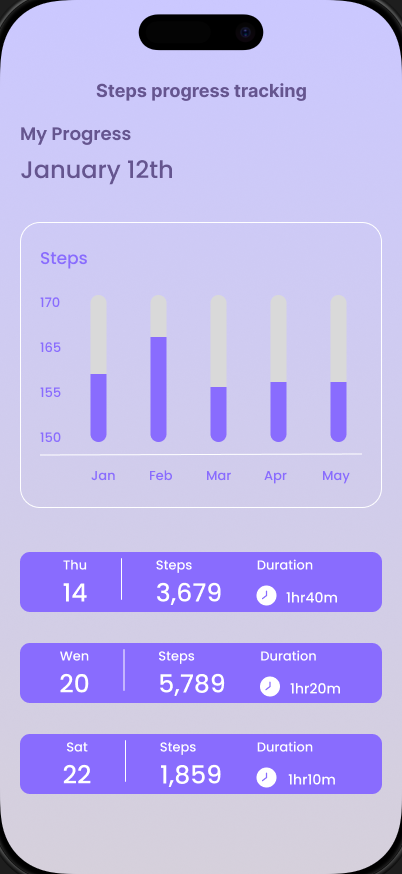 Steps progress tracking
My Progress
January 12th
Steps
170
165
155
150
Jan Feb Mar Apr May
Thu Steps Duration
14 3,679 1hr40m
Wen Steps Duration
20 5,789 1hr20m
Sat Steps Duration
22 1,859 1hr10m